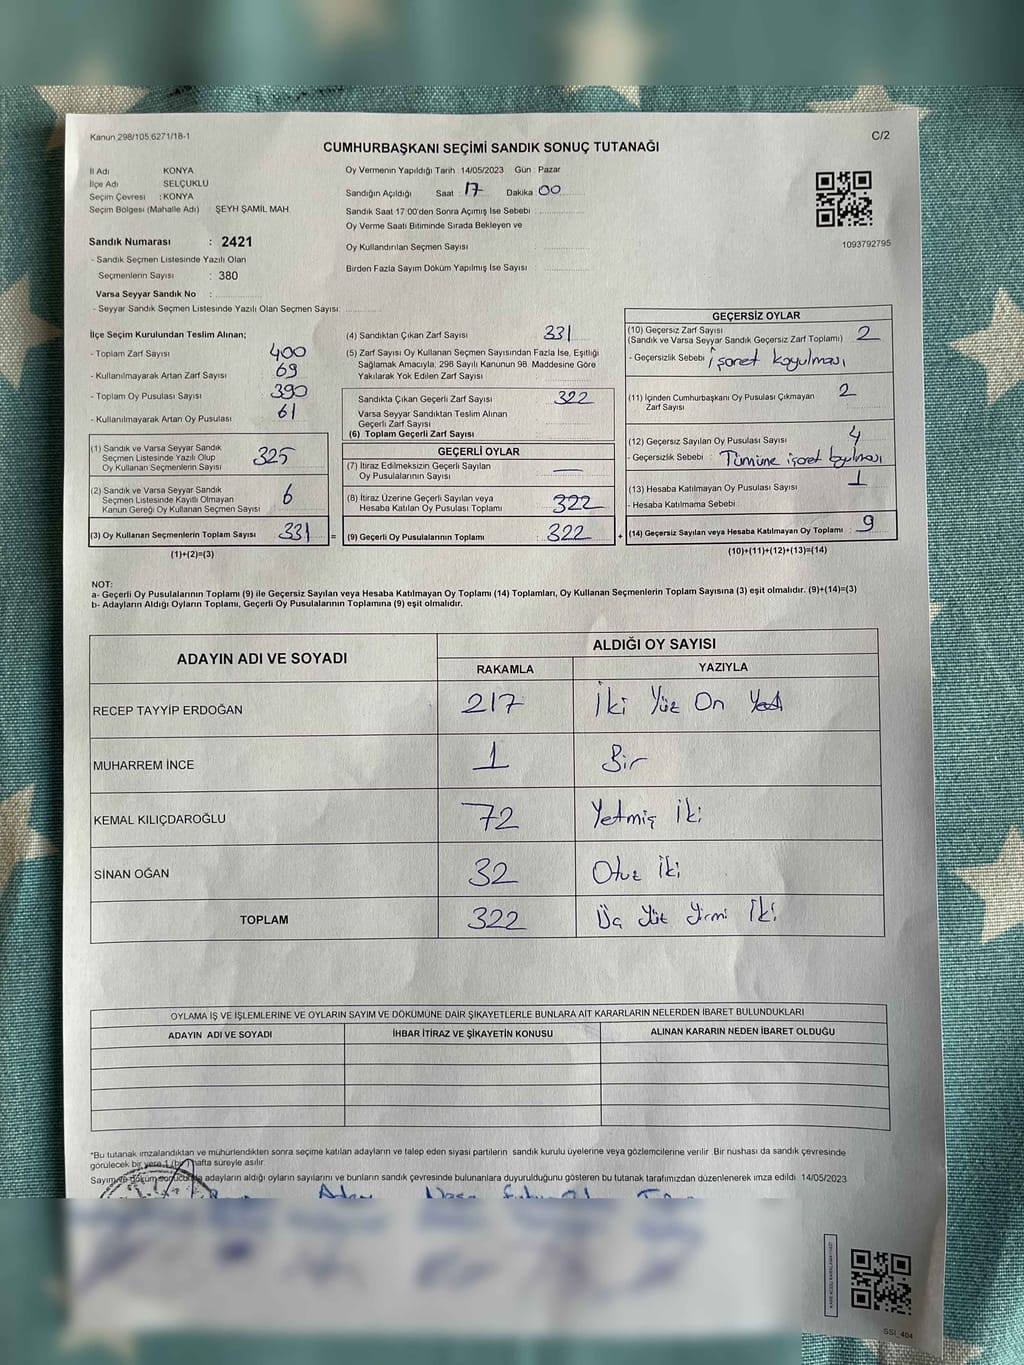 Kanun 298/105.6271/18-1
C/2
CUMHURBAŞKANI SEÇİMİ SANDIK SONUÇ TUTANAĞI
İl Adı KONYA
İlçe Adı SELÇUKLU
Seçim Çevresi : KONYA
Seçim Bölgesi (Mahalle Adı) ŞEYH ŞAMİL MAH.
Sandık Numarası : 2421
- Sandık Seçmen Listesinde Yazılı Olan
Seçmenlerin Sayısı : 380
Varsa Seyyar Sandık No :
- Seyyar Sandık Seçmen Listesinde Yazılı Olan Seçmen Sayısı:
Oy Vermenin Yapıldığı Tarih : 14/05/2023 Gün : Pazar
Sandığın Açıldığı Saat : 17 Dakika 00
Sandık Saat 17:00'den Sonra Açımış İse Sebebi :
Oy Verme Saati Bitiminde Sırada Bekleyen ve
Oy Kullandırılan Seçmen Sayısı :
Birden Fazla Sayım Döküm Yapılmış İse Sayısı :
1093792795
İlçe Seçim Kurulundan Teslim Alınan;
- Toplam Zarf Sayısı : 400
- Kullanılmayarak Artan Zarf Sayısı : 69
- Toplam Oy Pusulası Sayısı : 390
- Kullanılmayarak Artan Oy Pusulası : 61
(1) Sandık ve Varsa Seyyar Sandık
Seçmen Listesinde Yazılı Olup
Oy Kullanan Seçmenlerin Sayısı : 325
(2) Sandık ve Varsa Seyyar Sandık
Seçmen Listesinde Kayıtlı Olmayan
Kanun Gereği Oy Kullanan Seçmen Sayısı : 6
(3) Oy Kullanan Seçmenlerin Toplam Sayısı : 331 =
(1)+(2)=(3)
(4) Sandıktan Çıkan Zarf Sayısı : 331
(5) Zarf Sayısı Oy Kullanan Seçmen Sayısından Fazla İse, Eşitliği
Sağlamak Amacıyla, 298 Sayılı Kanunun 98. Maddesine Göre
Yakılarak Yok Edilen Zarf Sayısı :
Sandıkta Çıkan Geçerli Zarf Sayısı : 322
Varsa Seyyar Sandıktan Teslim Alınan
Geçerli Zarf Sayısı :
(6) Toplam Geçerli Zarf Sayısı :
GEÇERLİ OYLAR
(7) İtiraz Edilmeksizin Geçerli Sayılan
Oy Pusulalarının Sayısı : —
(8) İtiraz Üzerine Geçerli Sayılan veya
Hesaba Katılan Oy Pusulası Toplamı : 322
(9) Geçerli Oy Pusulalarının Toplamı : 322 +
GEÇERSİZ OYLAR
(10) Geçersiz Zarf Sayısı
(Sandık ve Varsa Seyyar Sandık Geçersiz Zarf Toplamı) : 2
- Geçersizlik Sebebi : işaret koyulması
(11) İçinden Cumhurbaşkanı Oy Pusulası Çıkmayan
Zarf Sayısı : 2
(12) Geçersiz Sayılan Oy Pusulası Sayısı : 4
- Geçersizlik Sebebi : Tümüne işaret koyulması
(13) Hesaba Katılmayan Oy Pusulası Sayısı : 1
- Hesaba Katılmama Sebebi :
(14) Geçersiz Sayılan veya Hesaba Katılmayan Oy Toplamı : 9
(10)+(11)+(12)+(13)=(14)
NOT:
a- Geçerli Oy Pusulalarının Toplamı (9) ile Geçersiz Sayılan veya Hesaba Katılmayan Oy Toplamı (14) Toplamları, Oy Kullanan Seçmenlerin Toplam Sayısına (3) eşit olmalıdır. (9)+(14)=(3)
b- Adayların Aldığı Oyların Toplamı, Geçerli Oy Pusulalarının Toplamına (9) eşit olmalıdır.
ADAYIN ADI VE SOYADI
ALDIĞI OY SAYISI
RAKAMLA YAZIYLA
RECEP TAYYİP ERDOĞAN 217 İki Yüz On Yedi
MUHARREM İNCE 1 Bir
KEMAL KILIÇDAROĞLU 72 Yetmiş İki
SİNAN OĞAN 32 Otuz İki
TOPLAM 322 Üç Yüz Yirmi İki
OYLAMA İŞ VE İŞLEMLERİNE VE OYLARIN SAYIM VE DÖKÜMÜNE DAİR ŞİKAYETLERLE BUNLARA AİT KARARLARIN NELERDEN İBARET BULUNDUKLARI
ADAYIN ADI VE SOYADI İHBAR İTİRAZ VE ŞİKAYETİN KONUSU ALINAN KARARIN NEDEN İBARET OLDUĞU
*Bu tutanak imzalandıktan ve mühürlendikten sonra seçime katılan adayların ve talep eden siyasi partilerin sandık kurulu üyelerine veya gözlemcilerine verilir. Bir nüshası da sandık çevresinde
görülecek bir yere 1 (bir) hafta süreyle asılır.
Sayım ve döküm sonucunda adayların aldığı oyların sayılarını ve bunların sandık çevresinde bulunanlara duyurulduğunu gösteren bu tutanak tarafımızdan düzenlenerek imza edildi. 14/05/2023
SSI_404